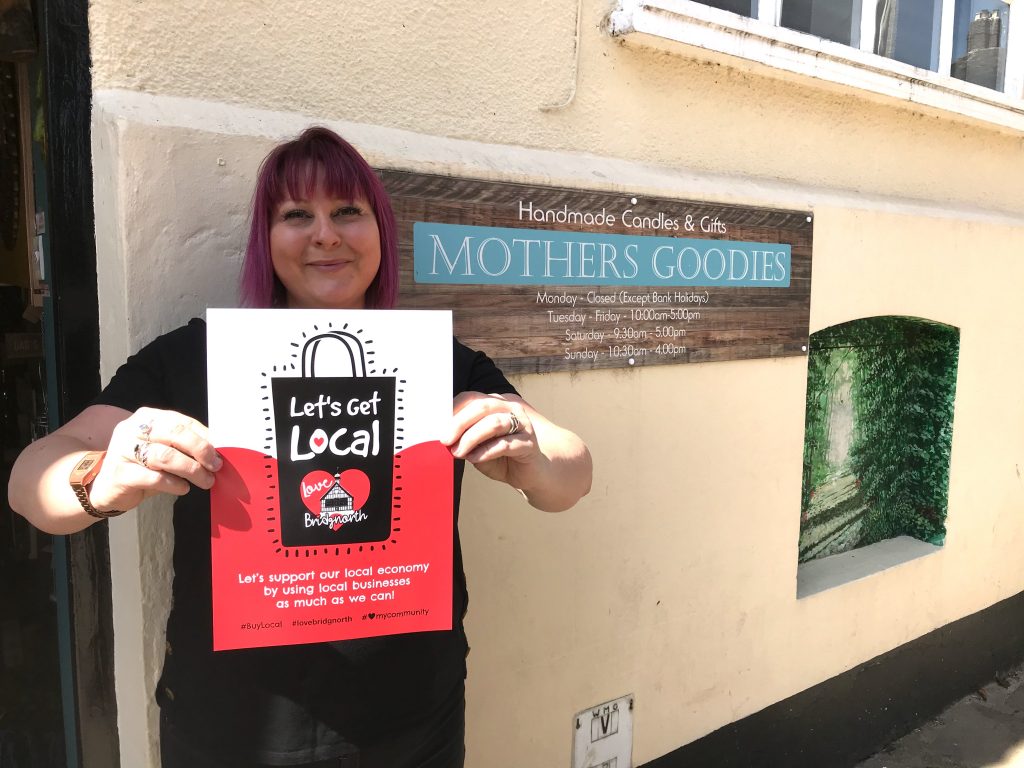 Handmade Candles & Gifts
MOTHERS GOODIES
Monday - Closed (Except Bank Holidays)
Tuesday - Friday - 10:00am-5:00pm
Saturday - 9.30am - 5.00pm
Sunday - 10:30am - 4.00pm
Let's Get
Local
Love
Bridgnorth
Let's support our local economy
by using local businesses
as much as we can!
#BuyLocal #lovebridgnorth #♥mycommunity
W M O
V